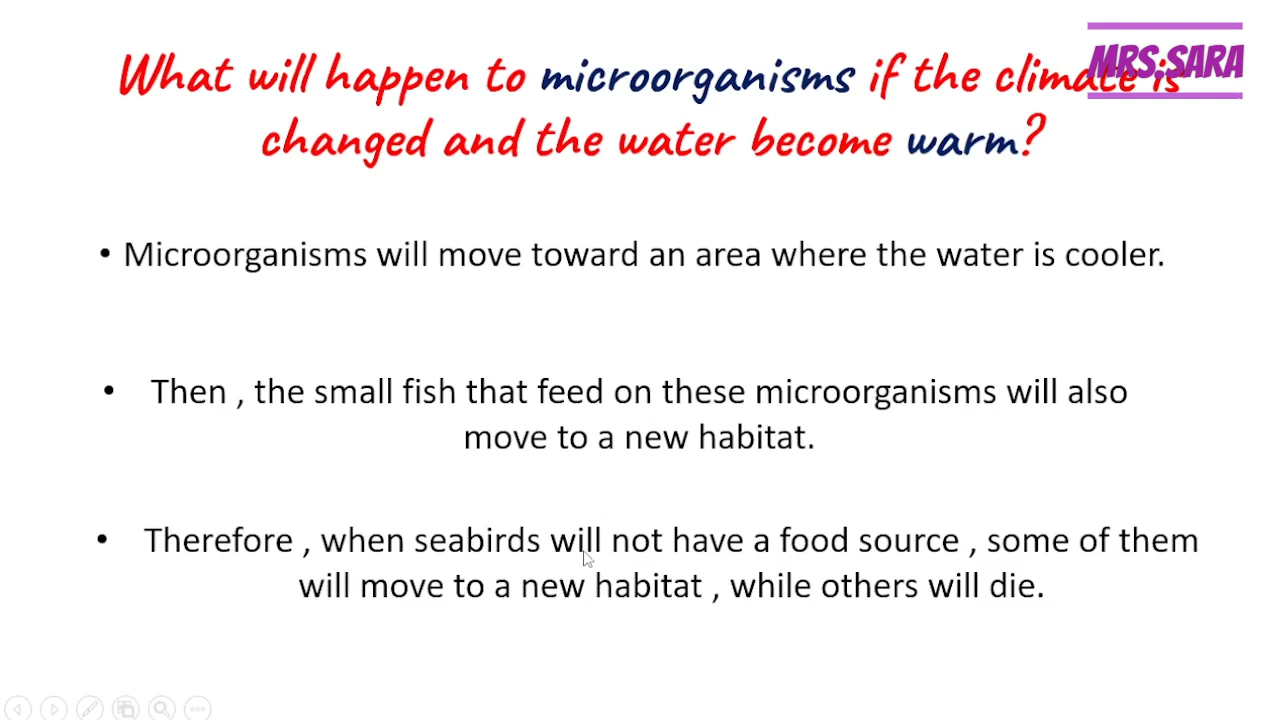 What will happen to microorganisms if the climate is
MRS.SARA
changed and the water become warm?
• Microorganisms will move toward an area where the water is cooler.
• Then , the small fish that feed on these microorganisms will also
move to a new habitat.
• Therefore , when seabirds will not have a food source , some of them
will move to a new habitat , while others will die.